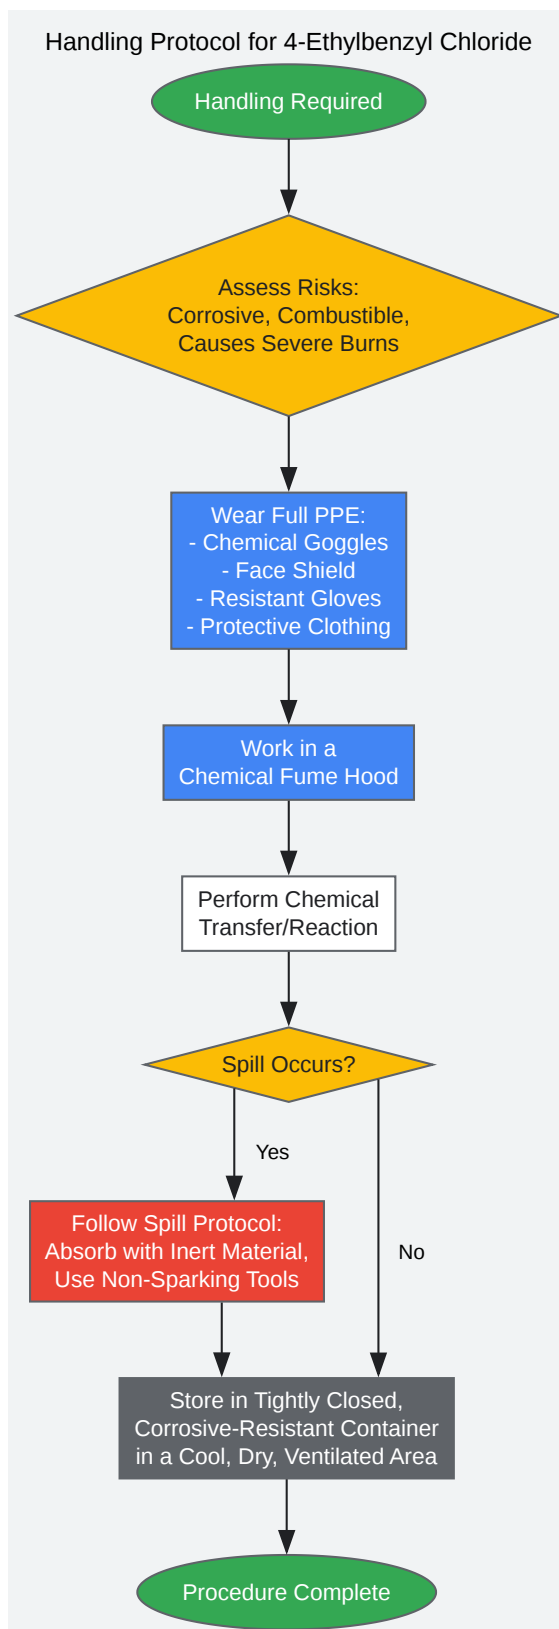 Handling Protocol for 4-Ethylbenzyl Chloride
Handling Required
Assess Risks:
Corrosive, Combustible,
Causes Severe Burns
Wear Full PPE:
- Chemical Goggles
- Face Shield
- Resistant Gloves
- Protective Clothing
Work in a
Chemical Fume Hood
Perform Chemical
Transfer/Reaction
Spill Occurs?
Yes
Follow Spill Protocol:
Absorb with Inert Material,
Use Non-Sparking Tools
No
Store in Tightly Closed,
Corrosive-Resistant Container
in a Cool, Dry, Ventilated Area
Procedure Complete